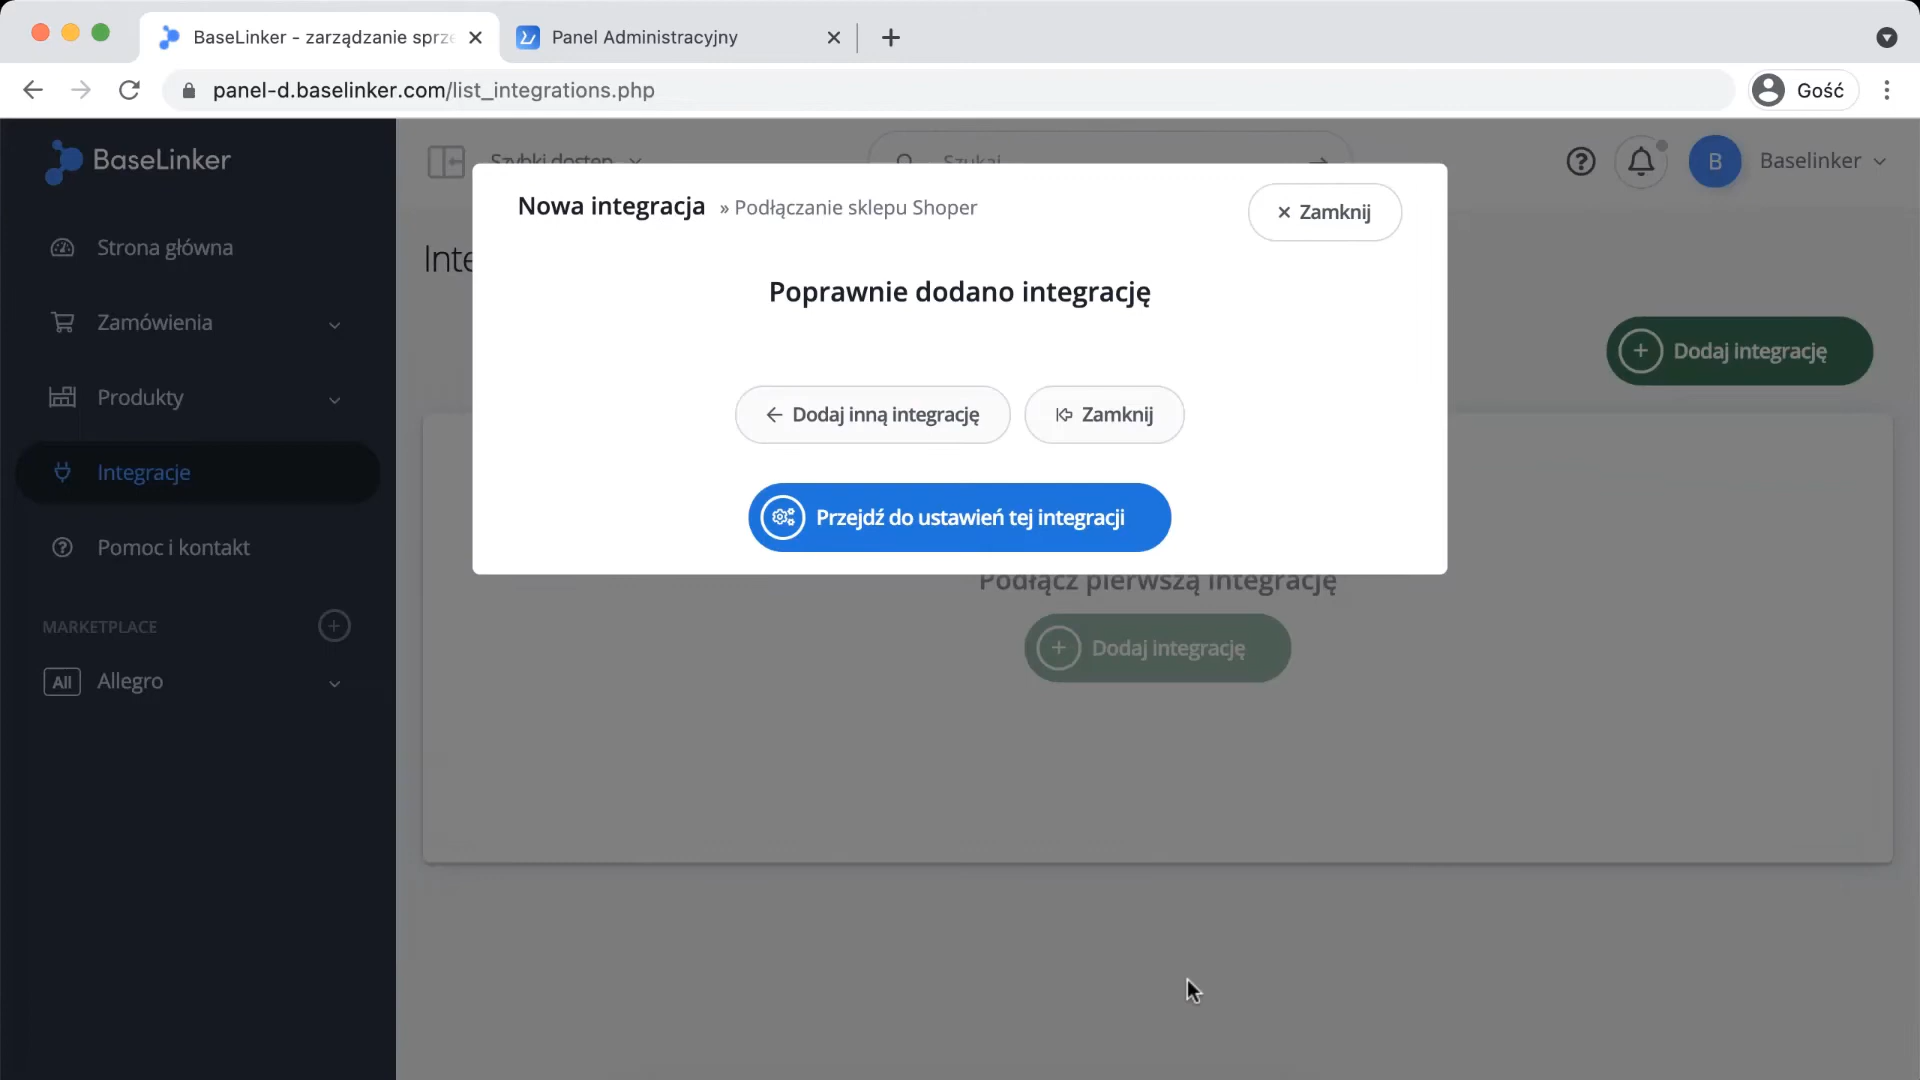 BaseLinker - zarządzanie sprze
Panel Administracyjny
panel-d.baselinker.com/list_integrations.php
Gość
BaseLinker
Szybki dostęp
Szukaj
B
Baselinker
Nowa integracja » Podłączanie sklepu Shoper
Zamknij
Strona główna
Inte
Poprawnie dodano integrację
Zamówienia
Dodaj integrację
Produkty
Dodaj inną integrację
Zamknij
Integracje
Przejdź do ustawień tej integracji
Pomoc i kontakt
Podłącz pierwszą integrację
MARKETPLACE
Dodaj integrację
All Allegro